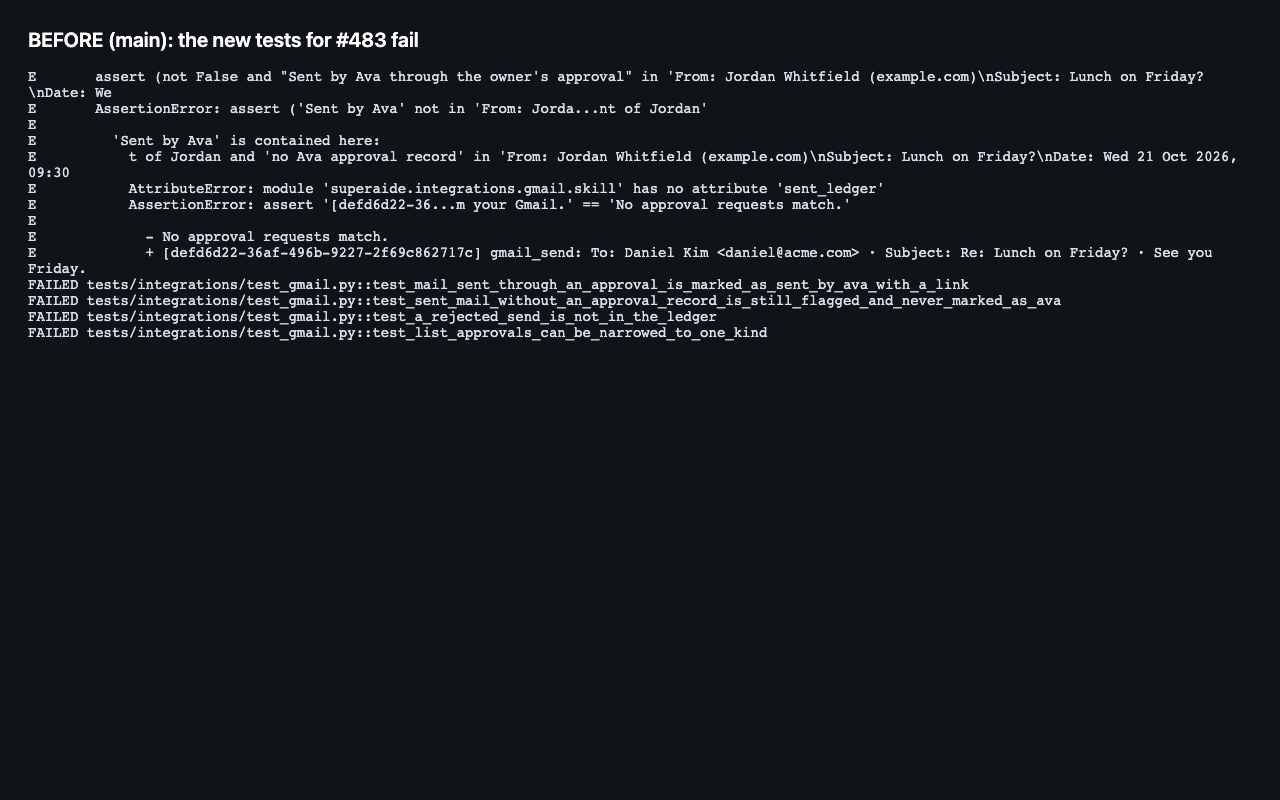 BEFORE (main): the new tests for #483 fail
E       assert (not False and "Sent by Ava through the owner's approval" in 'From: Jordan Whitfield (example.com)\nSubject: Lunch on Friday?
\nDate: We
E       AssertionError: assert ('Sent by Ava' not in 'From: Jorda...nt of Jordan'
E
E         'Sent by Ava' is contained here:
E           t of Jordan and 'no Ava approval record' in 'From: Jordan Whitfield (example.com)\nSubject: Lunch on Friday?\nDate: Wed 21 Oct 2026,
09:30
E           AttributeError: module 'superaide.integrations.gmail.skill' has no attribute 'sent_ledger'
E           AssertionError: assert '[defd6d22-36...m your Gmail.' == 'No approval requests match.'
E
E             - No approval requests match.
E             + [defd6d22-36af-496b-9227-2f69c862717c] gmail_send: To: Daniel Kim <daniel@acme.com> · Subject: Re: Lunch on Friday? · See you
Friday.
FAILED tests/integrations/test_gmail.py::test_mail_sent_through_an_approval_is_marked_as_sent_by_ava_with_a_link
FAILED tests/integrations/test_gmail.py::test_sent_mail_without_an_approval_record_is_still_flagged_and_never_marked_as_ava
FAILED tests/integrations/test_gmail.py::test_a_rejected_send_is_not_in_the_ledger
FAILED tests/integrations/test_gmail.py::test_list_approvals_can_be_narrowed_to_one_kind